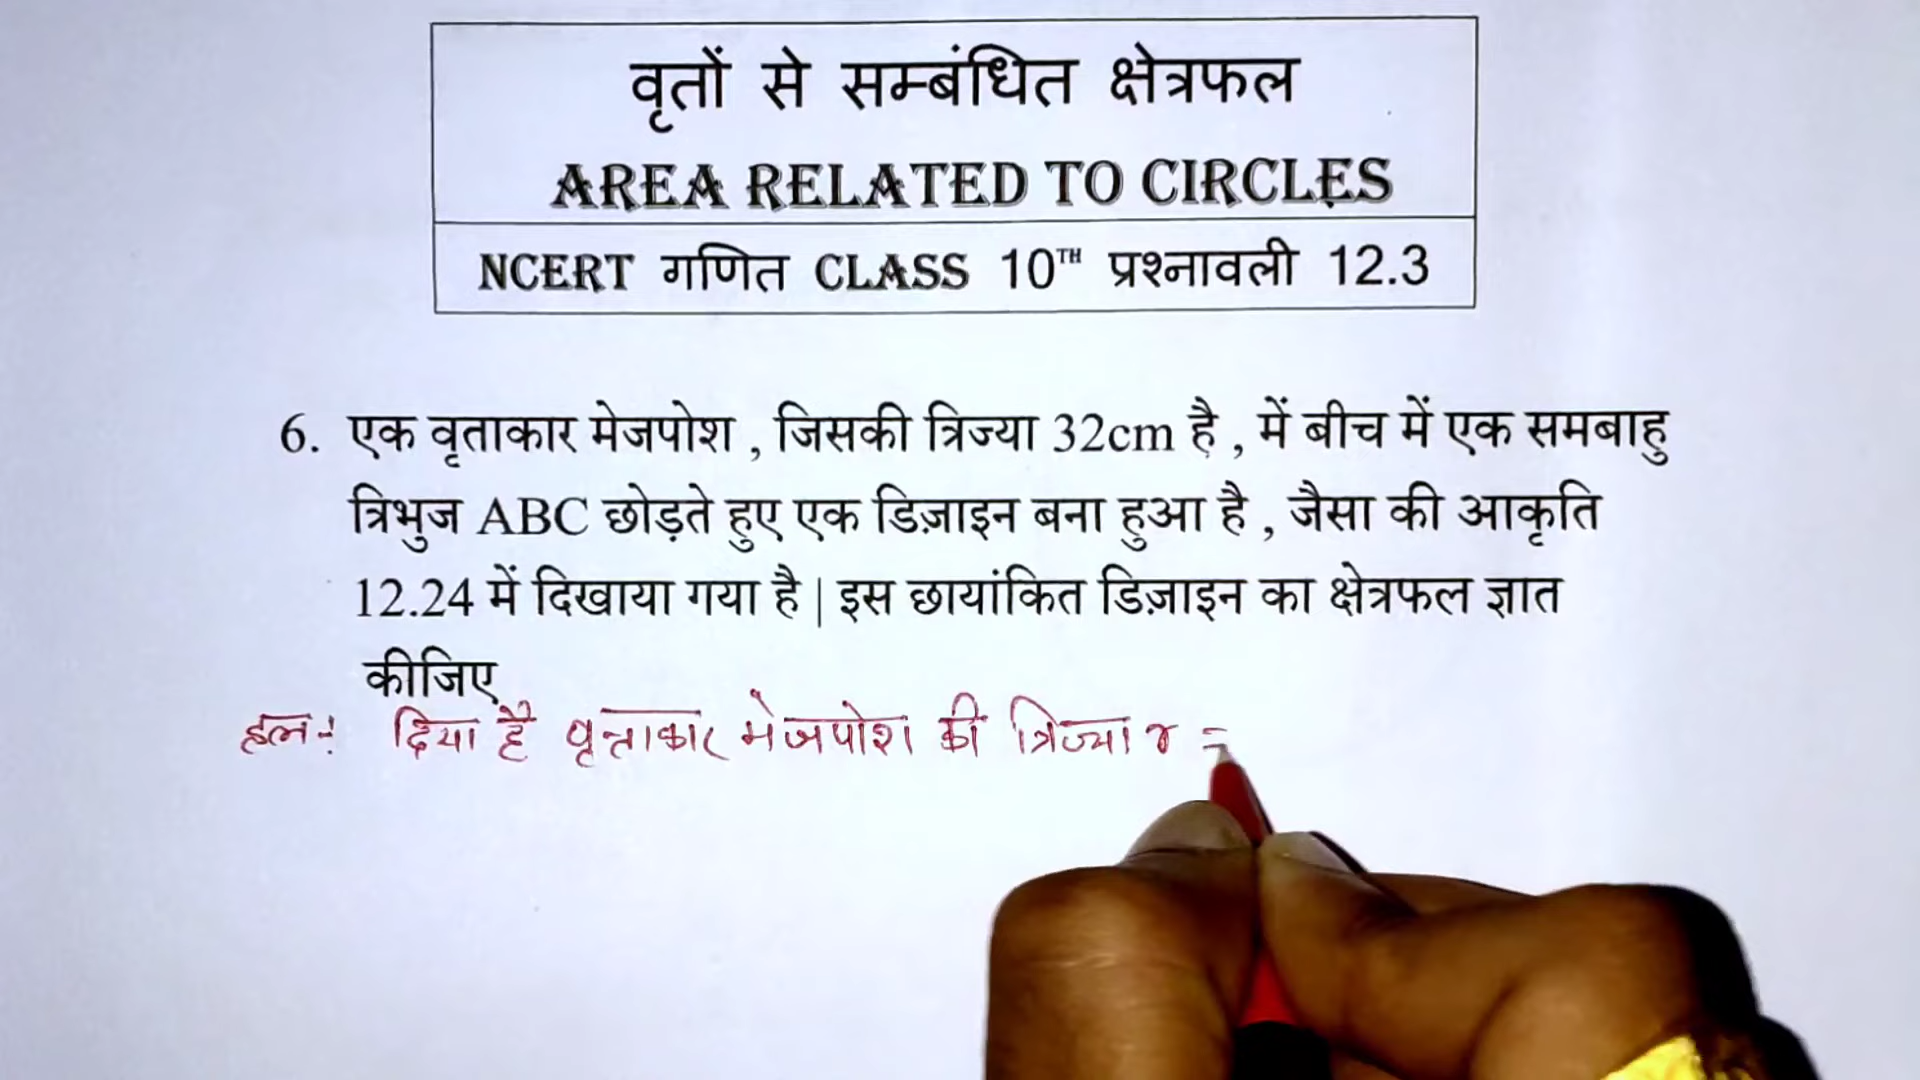 वृतों से सम्बंधित क्षेत्रफल
AREA RELATED TO CIRCLES
NCERT गणित CLASS 10TH प्रश्नावली 12.3
6. एक वृताकार मेजपोश , जिसकी त्रिज्या 32cm है , में बीच में एक समबाहु
त्रिभुज ABC छोड़ते हुए एक डिज़ाइन बना हुआ है , जैसा की आकृति
12.24 में दिखाया गया है | इस छायांकित डिज़ाइन का क्षेत्रफल ज्ञात
कीजिए
हल:- दिया है वृत्ताकार मेजपोश की त्रिज्या r =